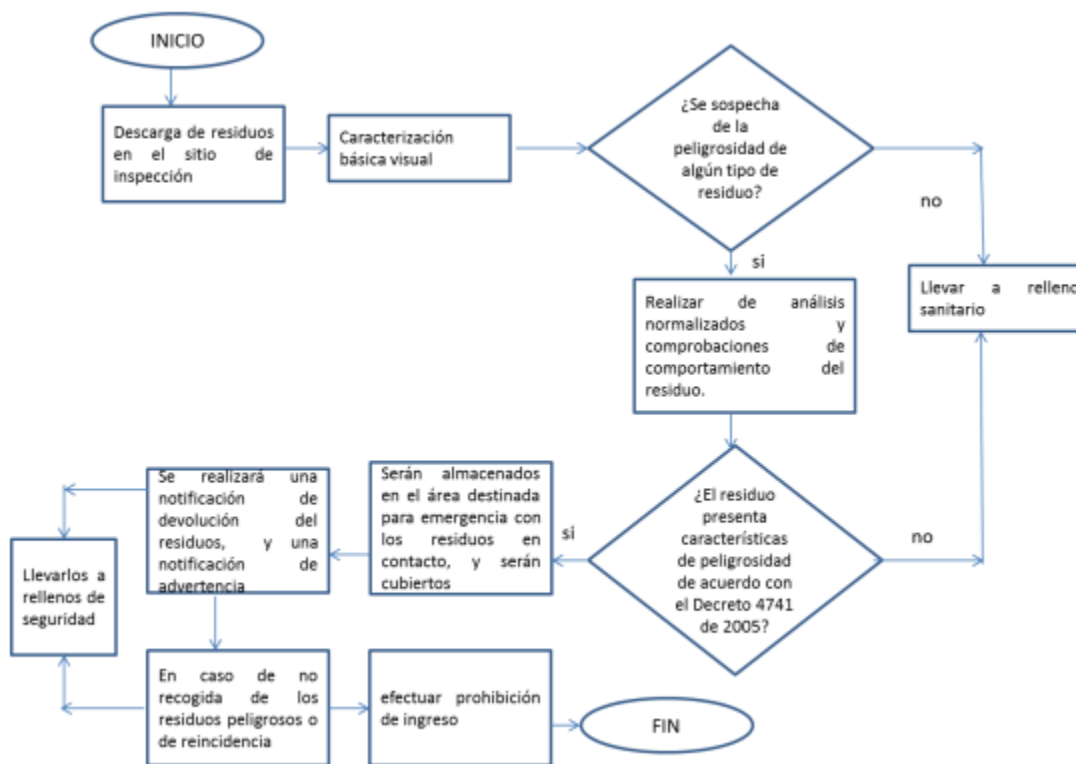 INICIO
Descarga de residuos
en el sitio de
inspección
Caracterización
básica visual
¿Se sospecha
de la
peligrosidad de
algún tipo de
residuo?
no
si
Llevar a relleno
sanitario
Realizar de análisis
normalizados y
comprobaciones de
comportamiento del
residuo.
¿El residuo
presenta
características
de peligrosidad
de acuerdo con
el Decreto 4741
de 2005?
no
si
Serán almacenados
en el área destinada
para emergencia con
los residuos en
contacto, y serán
cubiertos
Se realizará una
notificación de
devolución del
residuos, y una
notificación de
advertencia
Llevarlos a
rellenos de
seguridad
En caso de no
recogida de los
residuos peligrosos o
de reincidencia
efectuar prohibición
de ingreso
FIN